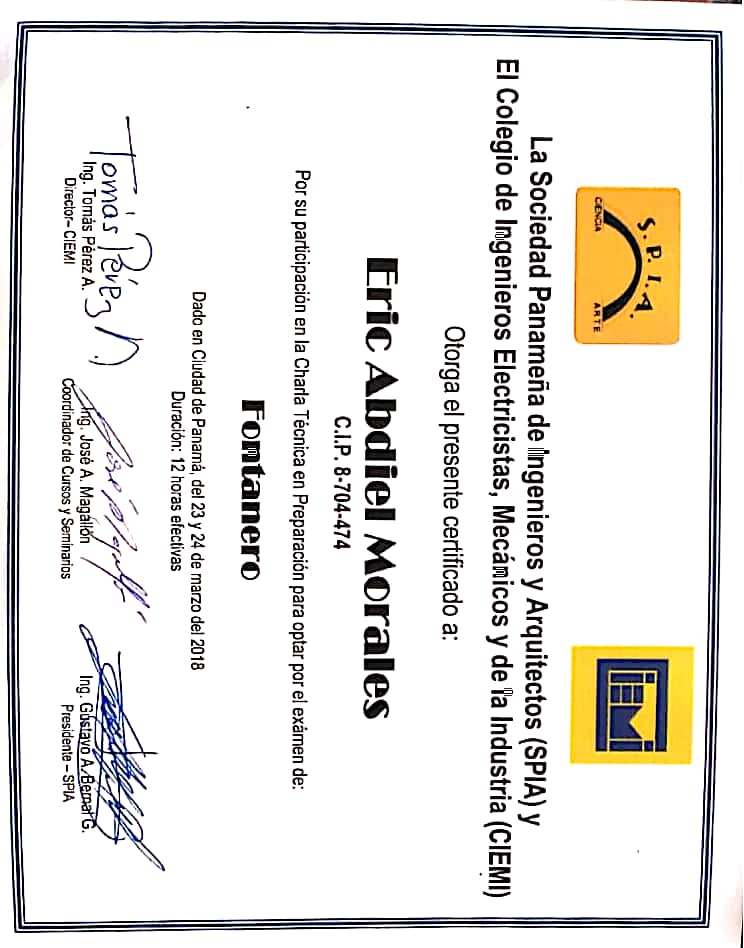 S. P. I. A.
CIENCIA ARTE
CIEMI
La Sociedad Panameña de Ingenieros y Arquitectos (SPIA) y
El Colegio de Ingenieros Electricistas, Mecánicos y de la Industria (CIEMI)
Otorga el presente certificado a:
Eric Abdiel Morales
C.I.P. 8-704-474
Por su participación en la Charla Técnica en Preparación para optar por el exámen de:
Fontanero
Dado en Ciudad de Panamá, del 23 y 24 de marzo del 2018
Duración: 12 horas efectivas
Tomás Pérez A. José A. Magallón
Ing. Tomás Pérez A. Ing. José A. Magallón Ing. Gustavo A. Bernal G.
Director– CIEMI Coordinador de Cursos y Seminarios Presidente – SPIA